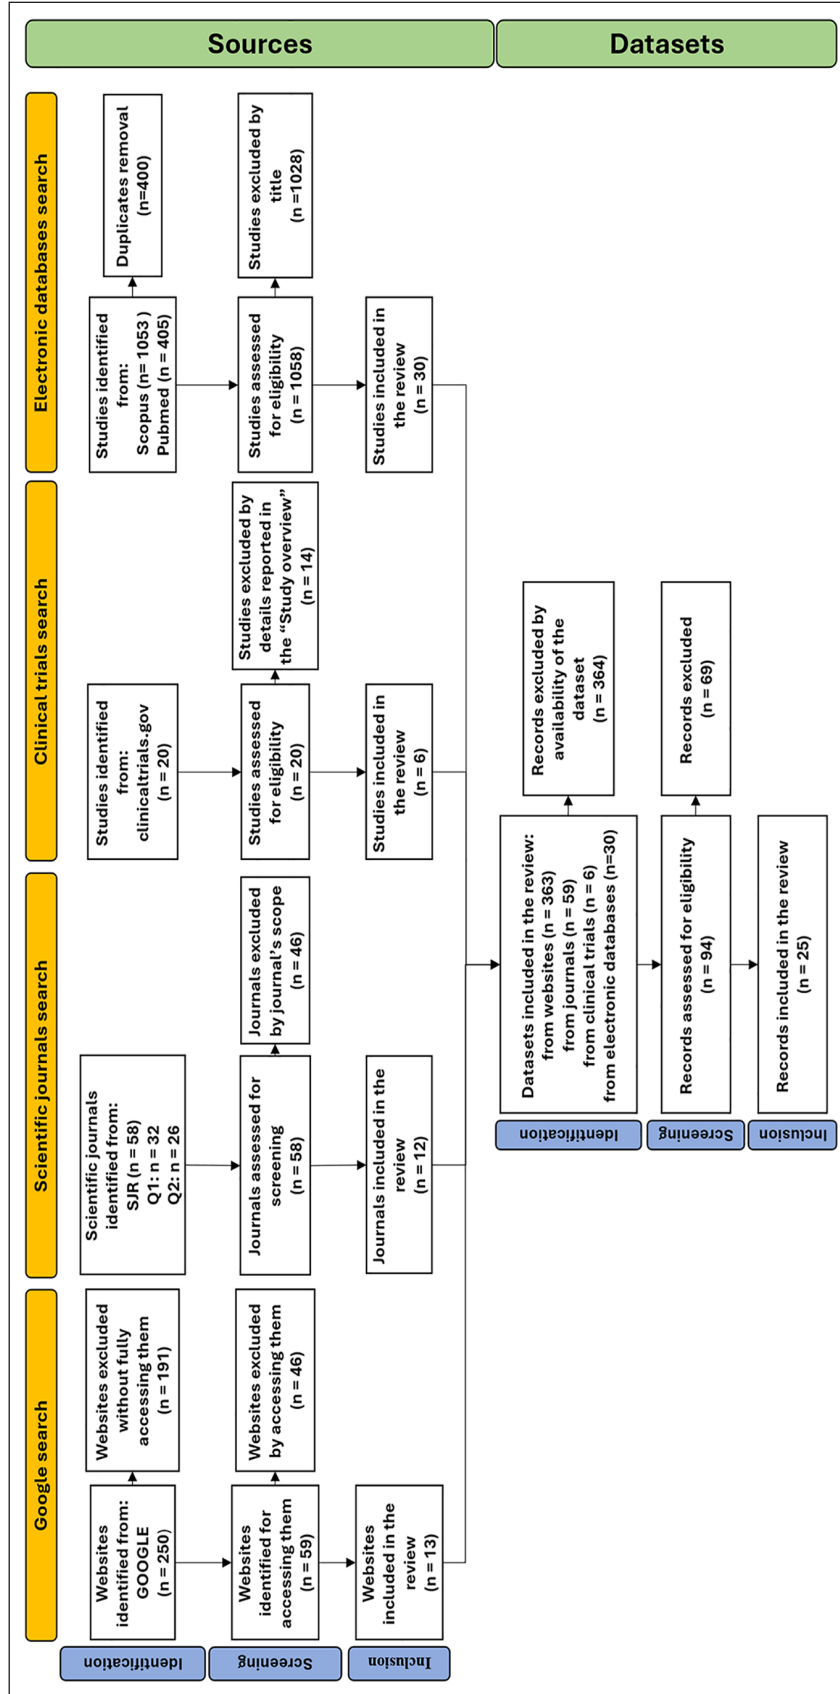 Sources
Datasets
Google search
Scientific journals search
Clinical trials search
Electronic databases search
Identification
Websites
identified from:
GOOGLE
(n = 250)
Websites excluded
without fully
accessing them
(n = 191)
Scientific journals
identified from:
SJR (n = 58)
Q1: n = 32
Q2: n = 26
Studies identified
from:
clinicaltrials.gov
(n = 20)
Studies identified
from:
Scopus (n= 1053 )
Pubmed (n = 405)
Duplicates removal
(n=400)
Screening
Websites
identified for
accessing them
(n = 59)
Websites excluded
by accessing them
(n = 46)
Journals assessed for
screening
(n = 58)
Journals excluded
by journal's scope
(n = 46)
Studies assessed
for eligibility
(n = 20)
Studies excluded by
details reported in
the “Study overview”
(n = 14)
Studies assessed
for eligibility
(n = 1058)
Studies excluded by
title
(n =1028)
Inclusion
Websites
included in the
review
(n = 13)
Journals included in the
review
(n = 12)
Studies included in
the review
(n = 6)
Studies included in
the review
(n = 30)
Identification
Datasets included in the review:
from websites (n = 363)
from journals (n = 59)
from clinical trials (n = 6)
from electronic databases (n=30)
Records excluded by
availability of the
dataset
(n = 364)
Screening
Records assessed for eligibility
(n = 94)
Records excluded
(n = 69)
Inclusion
Records included in the review
(n = 25)